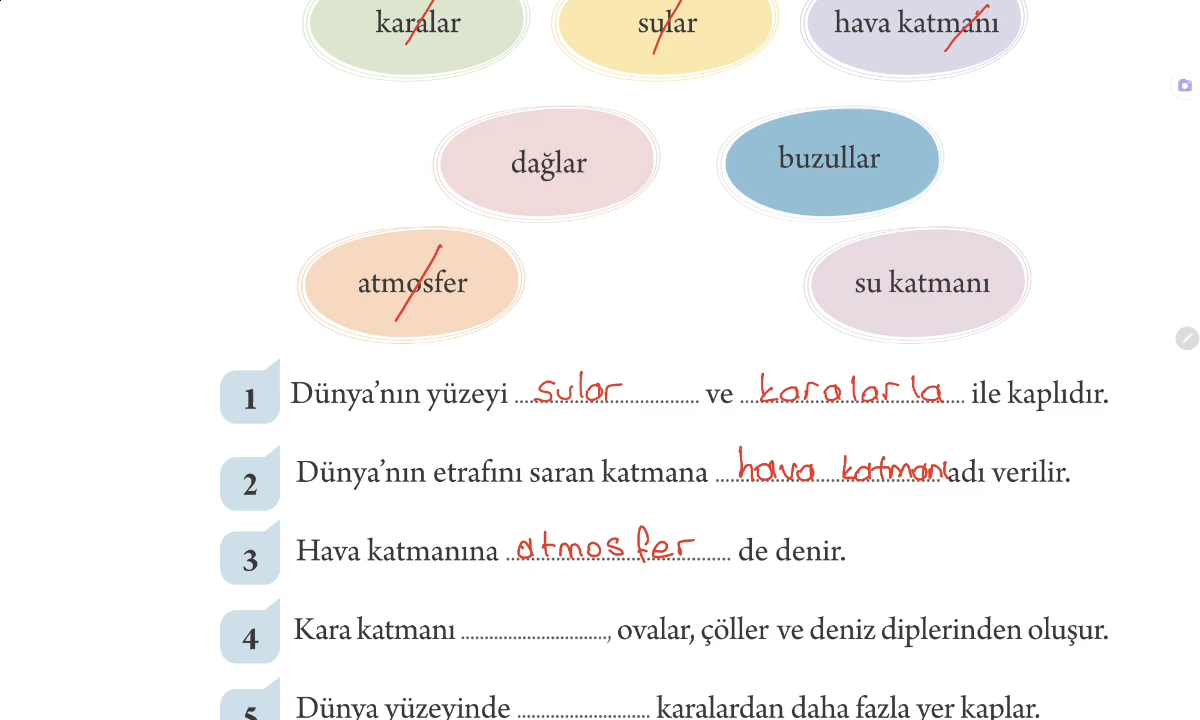 karalar sular hava katmanı
dağlar buzullar
atmosfer su katmanı
1 Dünya'nın yüzeyi sular ve karalarla ile kaplıdır.
2 Dünya'nın etrafını saran katmana hava katmanı adı verilir.
3 Hava katmanına atmosfer de denir.
4 Kara katmanı ............................., ovalar, çöller ve deniz diplerinden oluşur.
5 Dünya yüzeyinde .......................... karalardan daha fazla yer kaplar.